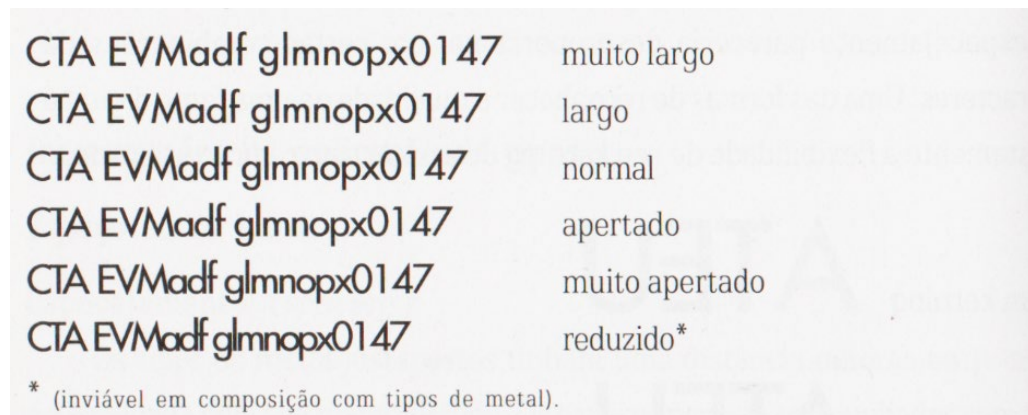 CTA EVMadf glmnopx0147 muito largo
CTA EVMadf glmnopx0147 largo
CTA EVMadf glmnopx0147 normal
CTA EVMadf glmnopx0147 apertado
CTA EVMadf glmnopx0147 muito apertado
CTA EVMadf glmnopx0147 reduzido*
* (inviável em composição com tipos de metal).